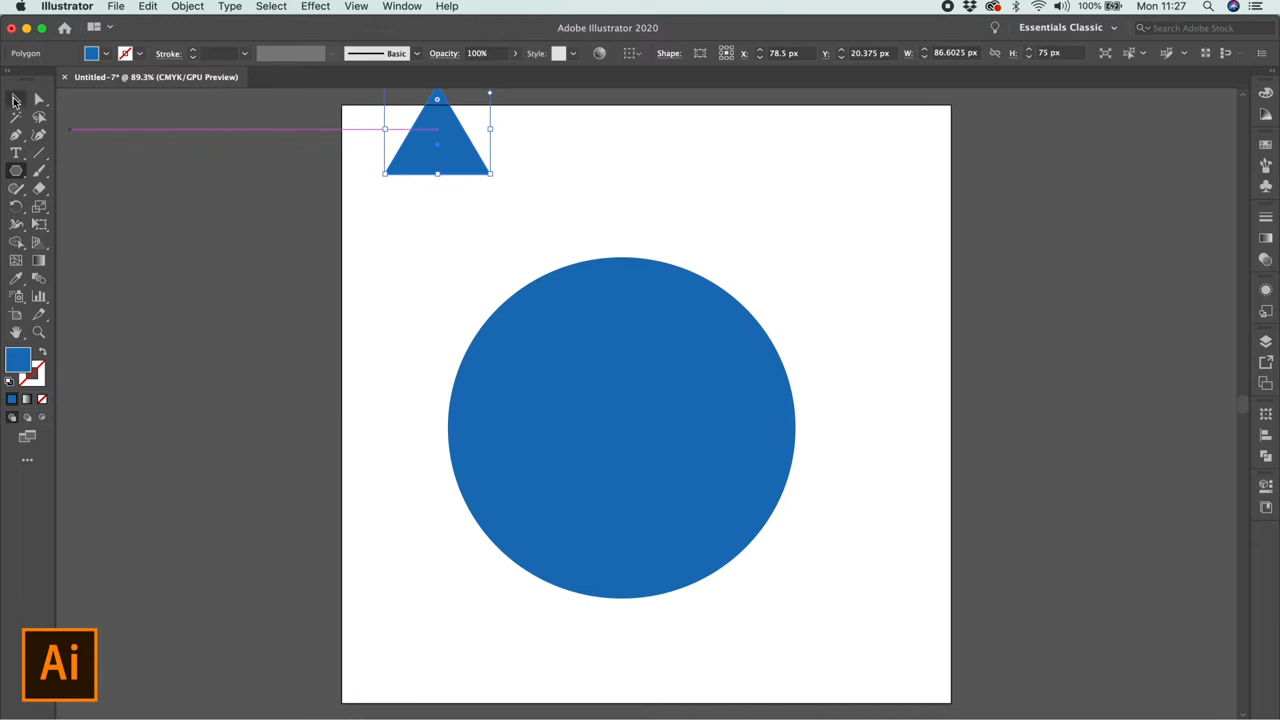 Illustrator File Edit Object Type Select Effect View Window Help 100% Mon 11:27
Adobe Illustrator 2020 Essentials Classic Search Adobe Stock
Polygon Stroke: Basic Opacity: 100% Style: Shape: X: 78.5 px Y: 20.375 px W: 86.6025 px H: 75 px
Untitled-7* @ 89.3% (CMYK/GPU Preview)
T
Ai